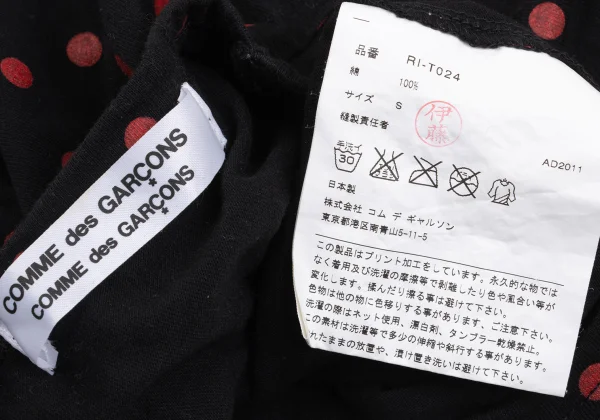 COMME des GARÇONS
COMME des GARÇONS
品番 RI-T024
綿 100%
サイズ S
縫製責任者 伊藤
手洗イ
30
AD2011
日本製
株式会社 コム デ ギャルソン
東京都港区南青山5-11-5
この製品はプリント加工をしています。永久的な物では
なく着用及び洗濯の摩擦等で剥離したり色や風合い等が
変化します。揉んだり擦る事は避けて下さい。
色物は他の物に色移りする事があります、ご注意下さい。
洗濯の際はネット使用、漂白剤、タンブラー乾燥禁止。
この素材は洗濯等で多少の伸縮や斜行する事があります。
れたままの放置や、漬け置き洗いは避けて下さい。